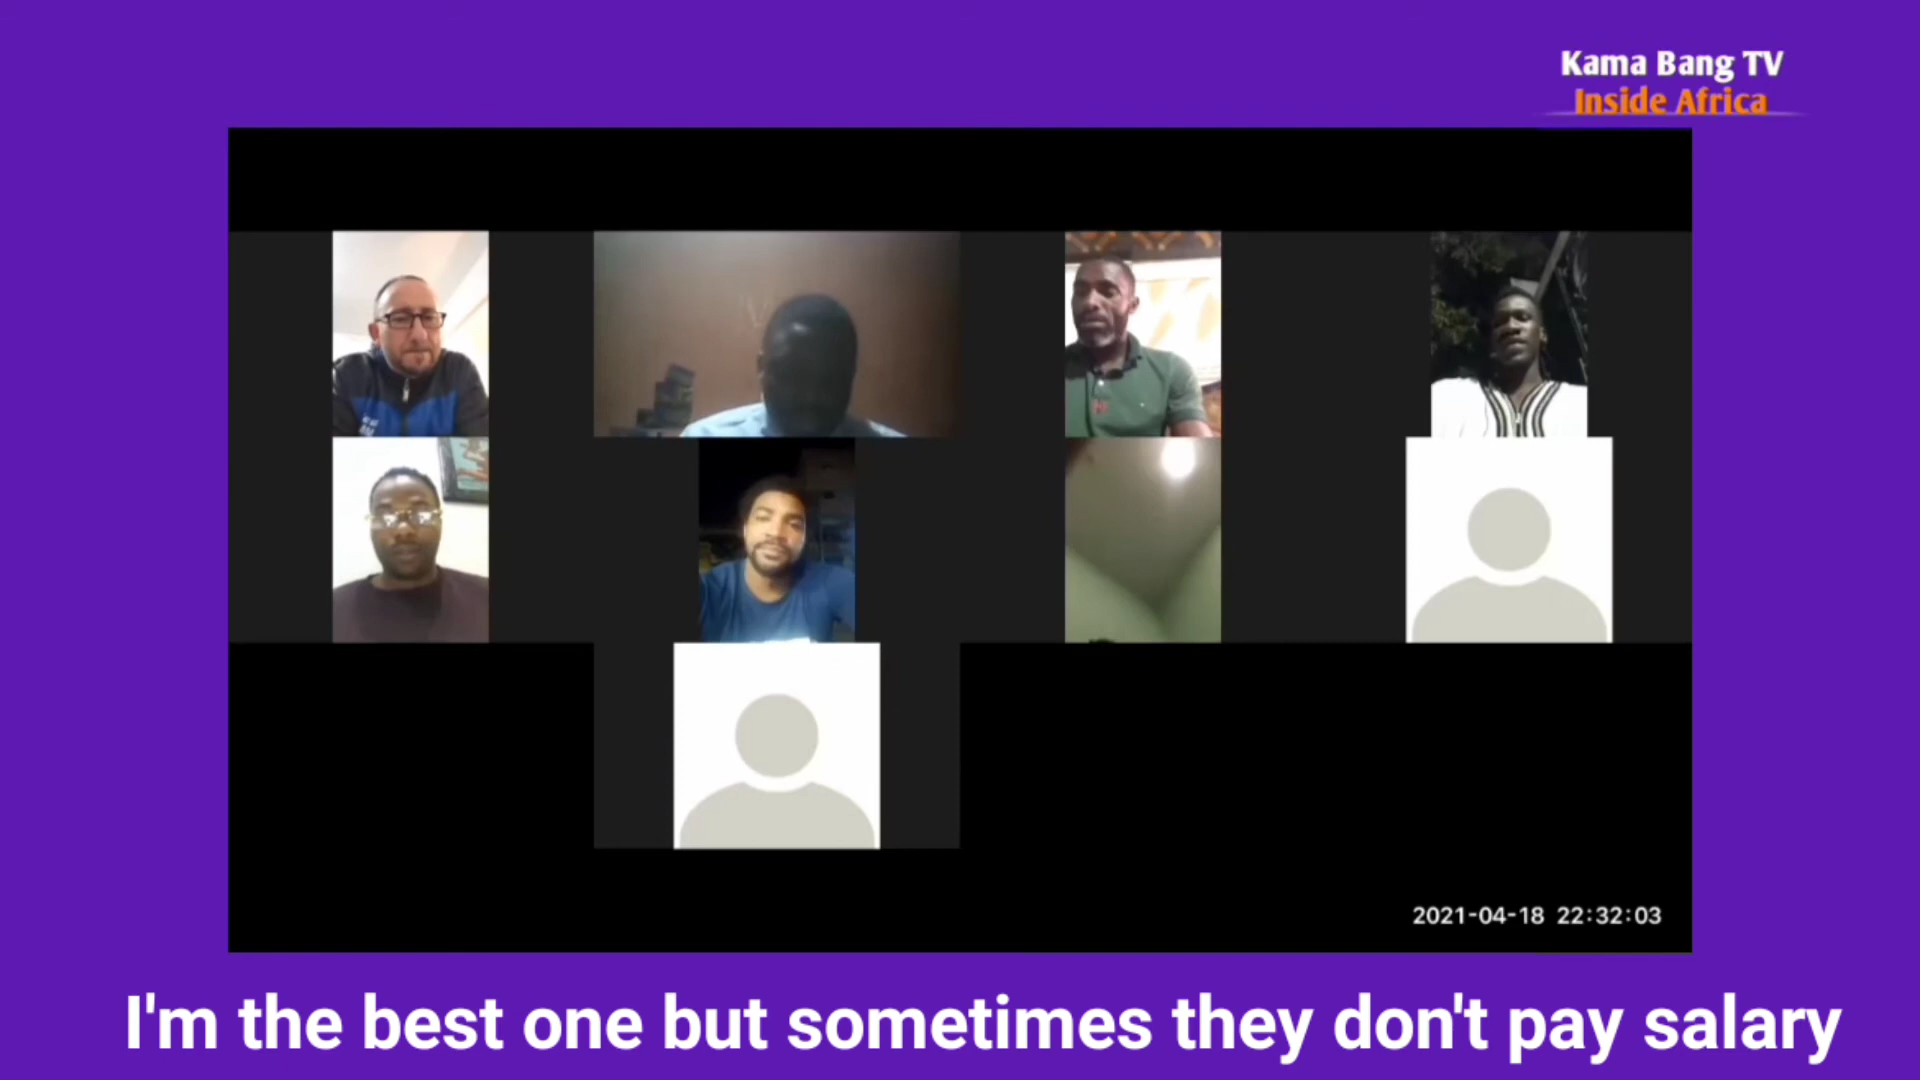 Kama Bang TV
Inside Africa
2021-04-18 22:32:03
I'm the best one but sometimes they don't pay salary